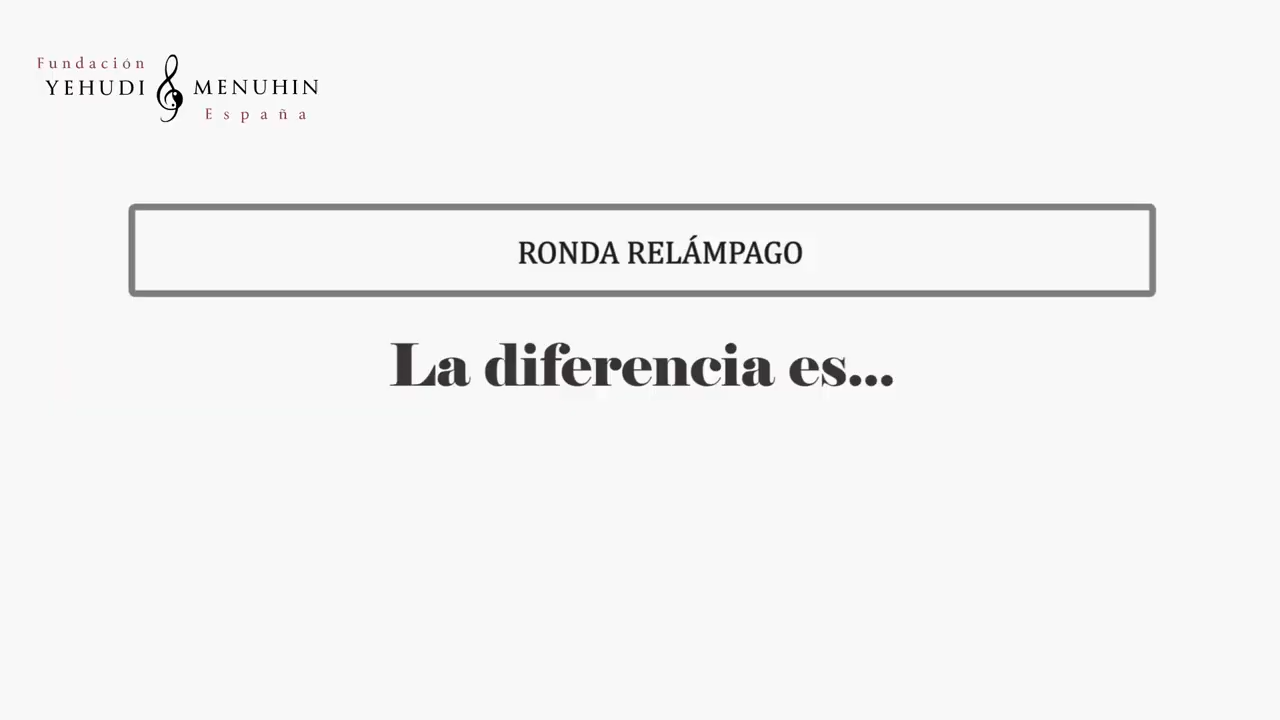 Fundación
YEHUDI MENUHIN
España
RONDA RELÁMPAGO
La diferencia es...